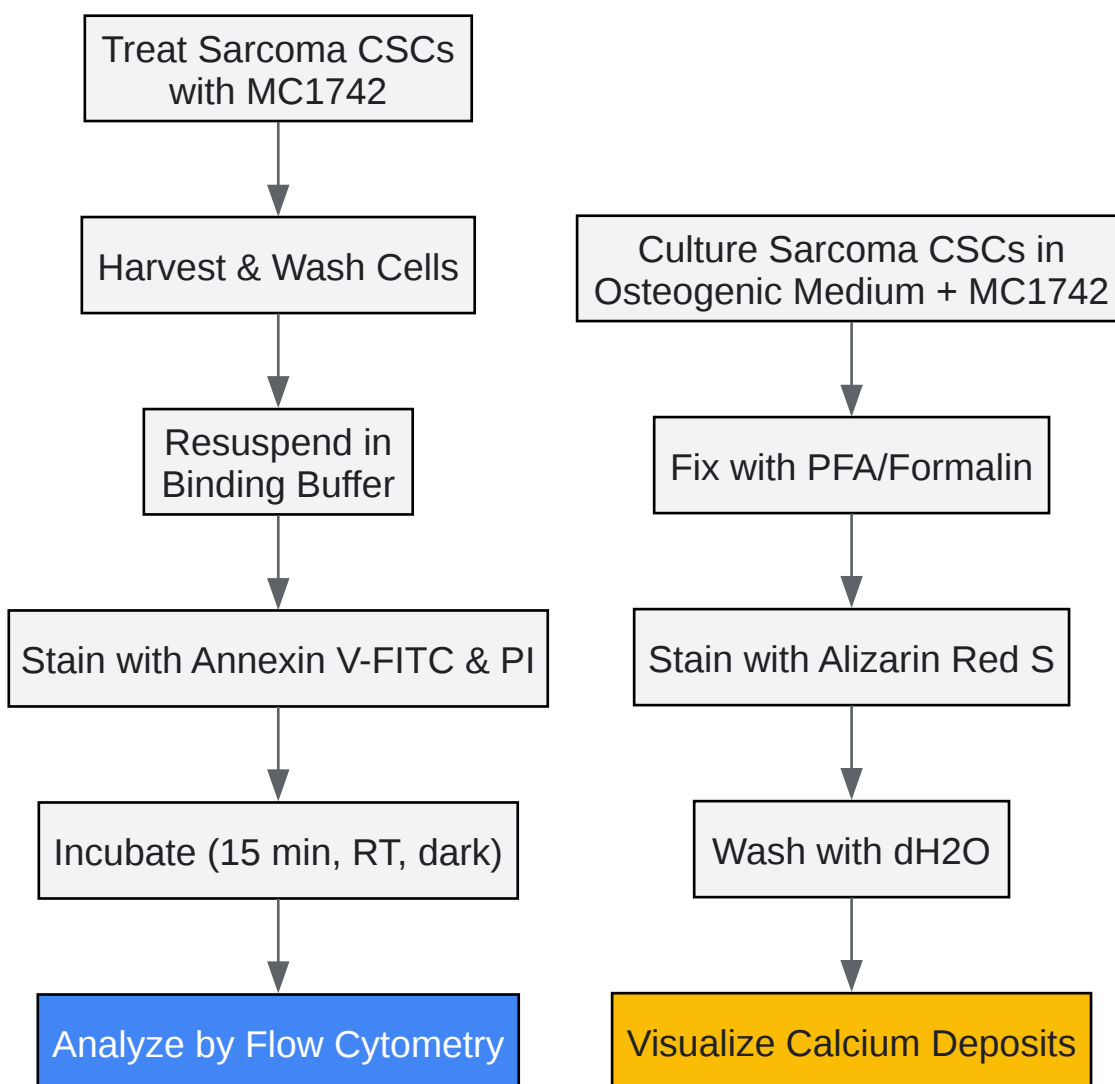 Treat Sarcoma CSCs
with MC1742
Harvest & Wash Cells
Resuspend in
Binding Buffer
Stain with Annexin V-FITC & PI
Incubate (15 min, RT, dark)
Analyze by Flow Cytometry
Culture Sarcoma CSCs in
Osteogenic Medium + MC1742
Fix with PFA/Formalin
Stain with Alizarin Red S
Wash with dH2O
Visualize Calcium Deposits